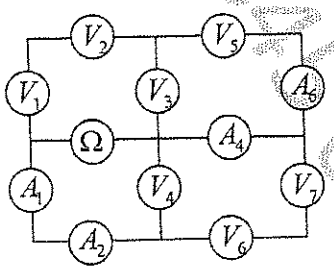 V₂ V₅
V₁ V₃ A₆
Ω A₄
A₁ V₄ V₇
A₂ V₆